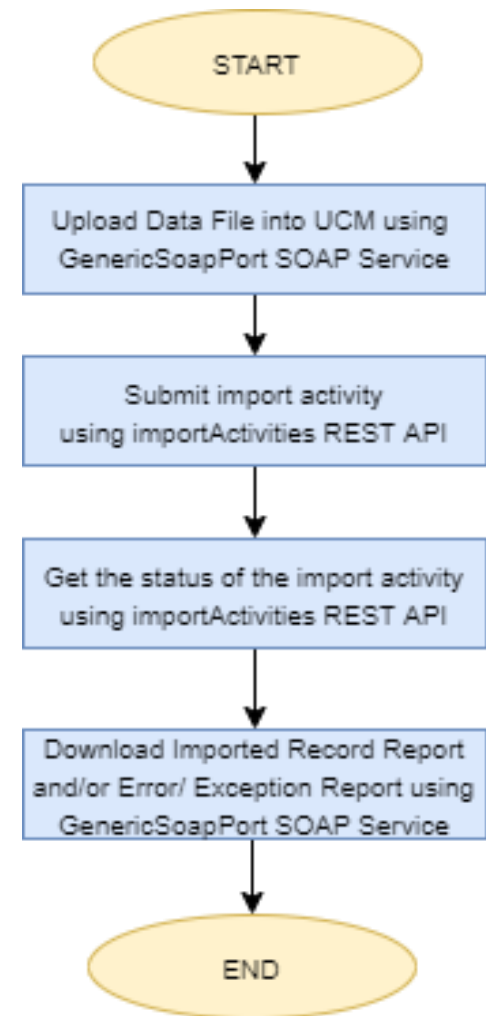 START
Upload Data File into UCM using
GenericSoapPort SOAP Service
Submit import activity
using importActivities REST API
Get the status of the import activity
using importActivities REST API
Download Imported Record Report
and/or Error/ Exception Report using
GenericSoapPort SOAP Service
END